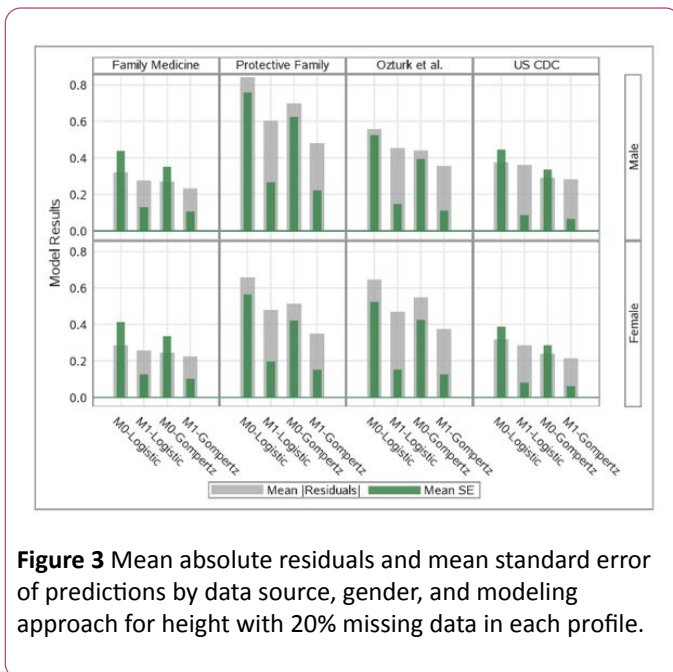 Family Medicine Protective Family Ozturk et al. US CDC
0.8
0.6
0.4
0.2
0.0
Male
Model Results
0.8
0.6
0.4
0.2
0.0
Female
M0-Logistic M1-Logistic M0-Gompertz M1-Gompertz M0-Logistic M1-Logistic M0-Gompertz M1-Gompertz M0-Logistic M1-Logistic M0-Gompertz M1-Gompertz M0-Logistic M1-Logistic M0-Gompertz M1-Gompertz
Mean |Residuals| Mean SE
Figure 3 Mean absolute residuals and mean standard error
of predictions by data source, gender, and modeling
approach for height with 20% missing data in each profile.